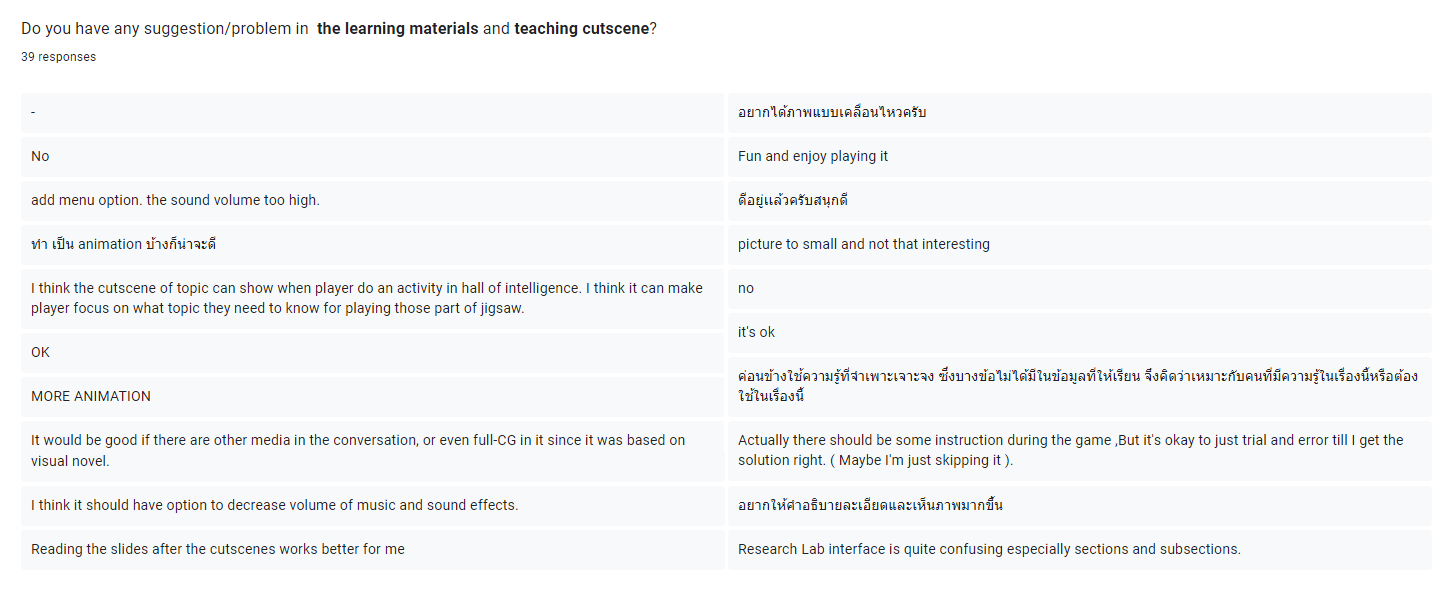 Do you have any suggestion/problem in the learning materials and teaching cutscene?
39 responses
-
No
add menu option. the sound volume too high.
ทำ เป็น animation บ้างก็น่าจะดี
I think the cutscene of topic can show when player do an activity in hall of intelligence. I think it can make
player focus on what topic they need to know for playing those part of jigsaw.
OK
MORE ANIMATION
It would be good if there are other media in the conversation, or even full-CG in it since it was based on
visual novel.
I think it should have option to decrease volume of music and sound effects.
Reading the slides after the cutscenes works better for me
อยากได้ภาพแบบเคลื่อนไหวครับ
Fun and enjoy playing it
ดีอยู่แล้วครับสนุกดี
picture to small and not that interesting
no
it's ok
ค่อนข้างใช้ความรู้ที่จำเพาะเจาะจง ซึ่งบางข้อไม่ได้มีในข้อมูลที่ให้เรียน จึงคิดว่าเหมาะกับคนที่มีความรู้ในเรื่องนี้หรือต้อง
ใช้ในเรื่องนี้
Actually there should be some instruction during the game ,But it's okay to just trial and error till I get the
solution right. ( Maybe I'm just skipping it ).
อยากให้คำอธิบายละเอียดและเห็นภาพมากขึ้น
Research Lab interface is quite confusing especially sections and subsections.